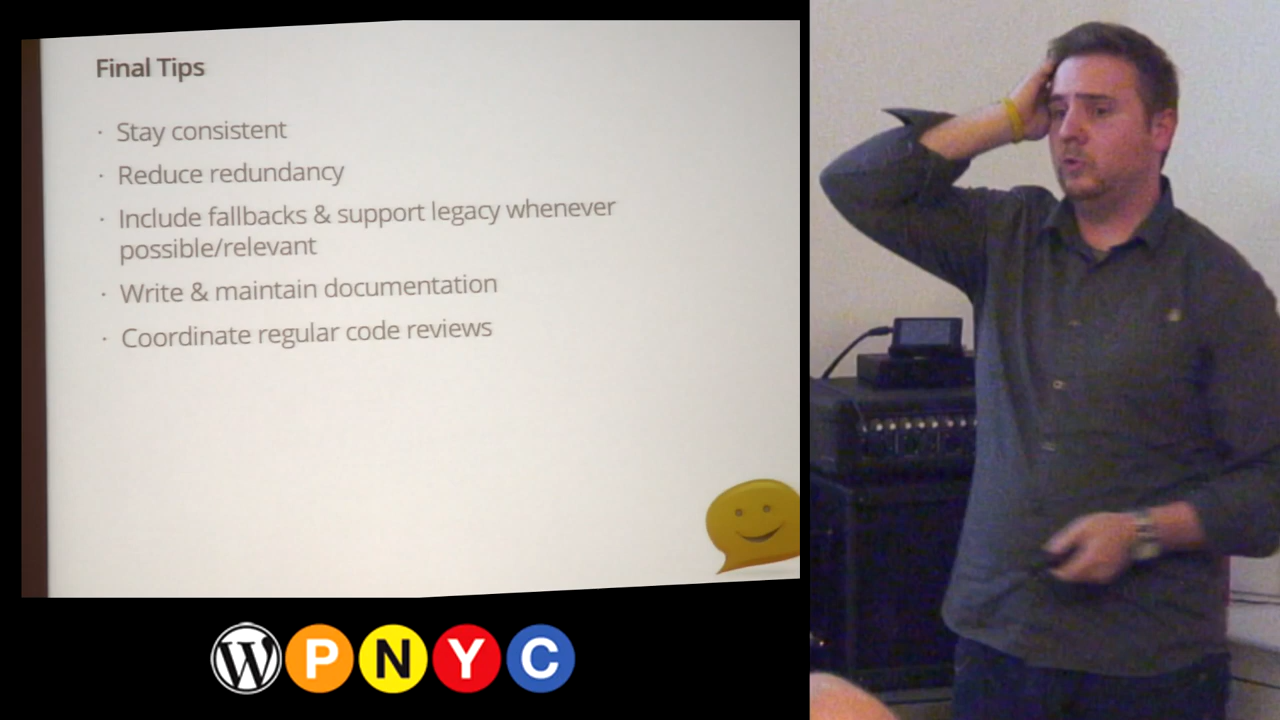 Final Tips
· Stay consistent
· Reduce redundancy
· Include fallbacks & support legacy whenever
possible/relevant
· Write & maintain documentation
· Coordinate regular code reviews
W P N Y C